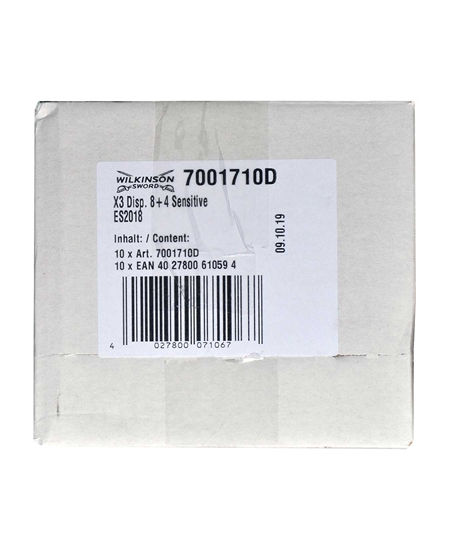 WILKINSON
SWORD
7001710D
X3 Disp. 8+4 Sensitive
ES2018
Inhalt: / Content:
10 x Art. 7001710D
10 x EAN 40 27800 61059 4
09.10.19
4 027800 071067